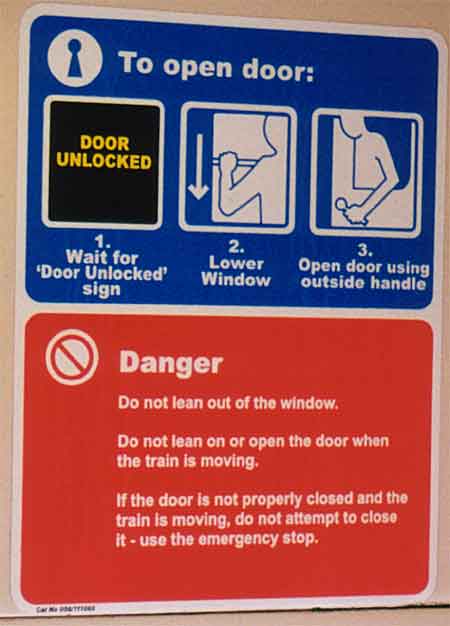 To open door:
DOOR
UNLOCKED
1.
Wait for
'Door Unlocked'
sign
2.
Lower
Window
3.
Open door using
outside handle
Danger
Do not lean out of the window.
Do not lean on or open the door when
the train is moving.
If the door is not properly closed and the
train is moving, do not attempt to close
it - use the emergency stop.
Cat No